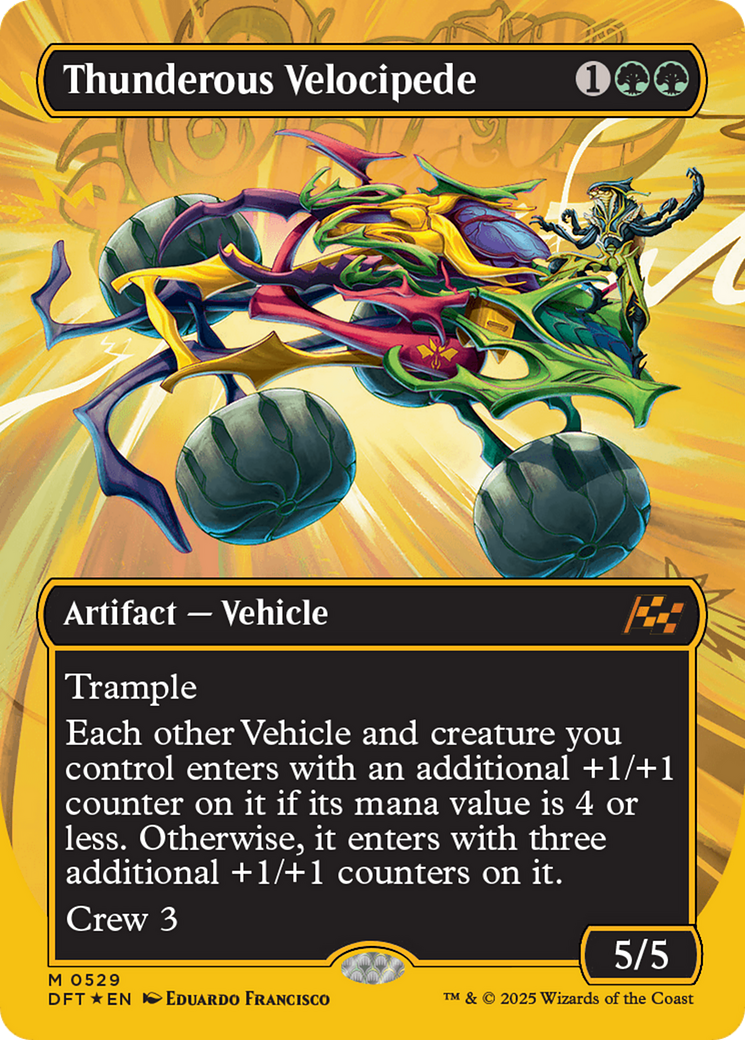 Thunderous Velocipede 1
Artifact — Vehicle
Trample
Each other Vehicle and creature you
control enters with an additional +1/+1
counter on it if its mana value is 4 or
less. Otherwise, it enters with three
additional +1/+1 counters on it.
Crew 3
5/5
M 0529
DFT ★ EN Eduardo Francisco
™ & © 2025 Wizards of the Coast